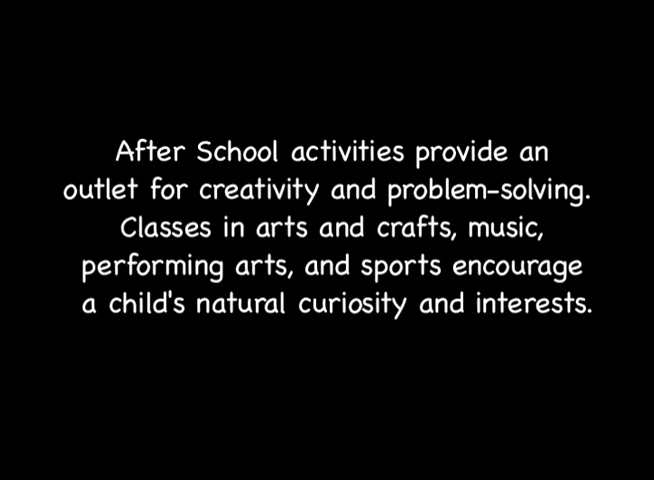 After School activities provide an
outlet for creativity and problem-solving.
Classes in arts and crafts, music,
performing arts, and sports encourage
a child's natural curiosity and interests.